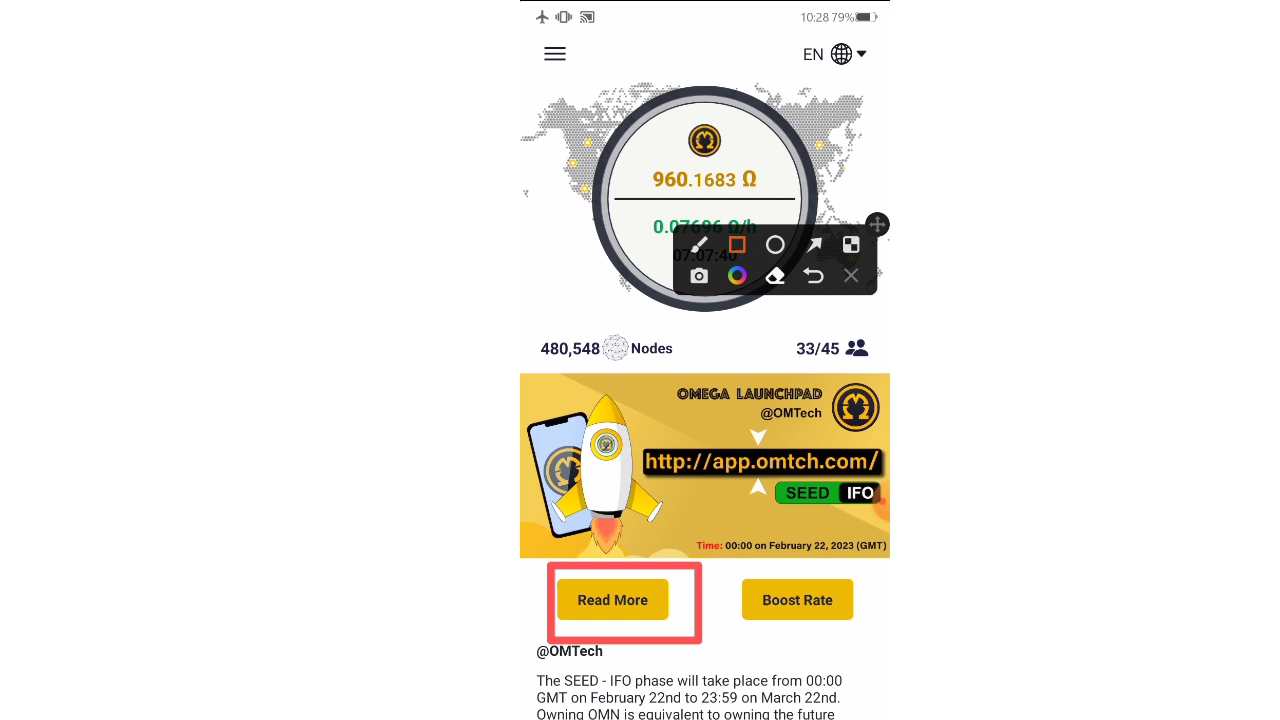 10:28 79%
EN
960.1683 Ω
0.07696 Ω/h
07:07:40
480,548 Nodes
33/45
OMEGA LAUNCHPAD
@OMTech
http://app.omtch.com/
SEED IFO
Time: 00:00 on February 22, 2023 (GMT)
Read More
Boost Rate
@OMTech
The SEED - IFO phase will take place from 00:00
GMT on February 22nd to 23:59 on March 22nd.
Owning OMN is equivalent to owning the future